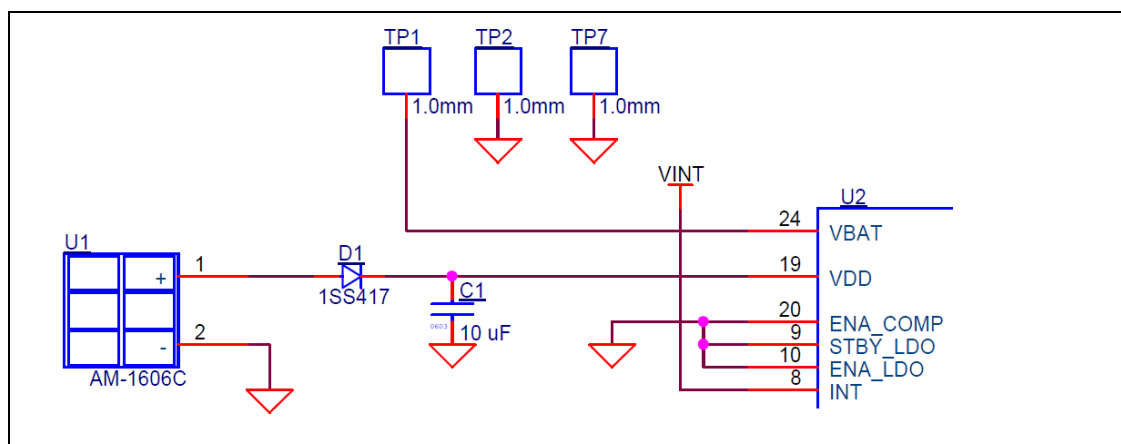 TP1 TP2 TP7
1.0mm 1.0mm 1.0mm
VINT
U2
24 VBAT
U1
1
+
D1
1SS417
19 VDD
C1
0603
10 uF
20 ENA_COMP
9 STBY_LDO
10 ENA_LDO
8 INT
2
-
AM-1606C